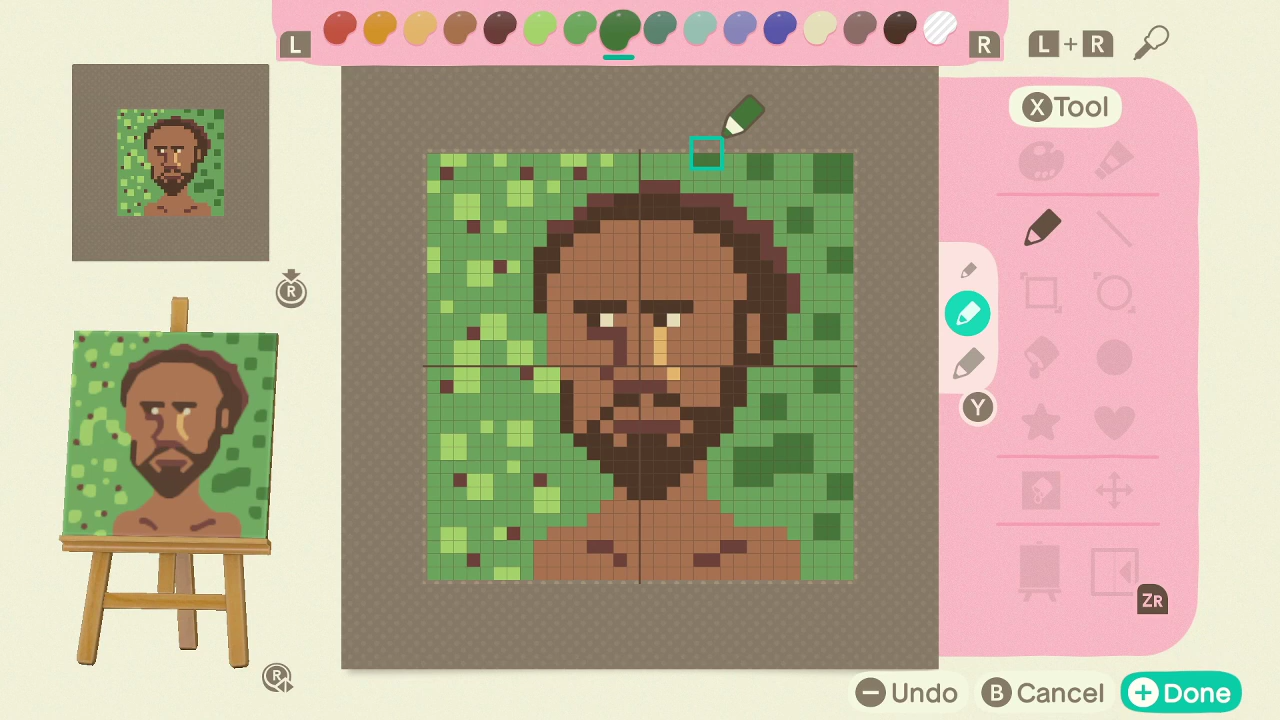 L
R
L + R
X Tool
R
Y
ZR
R
− Undo
B Cancel
+ Done